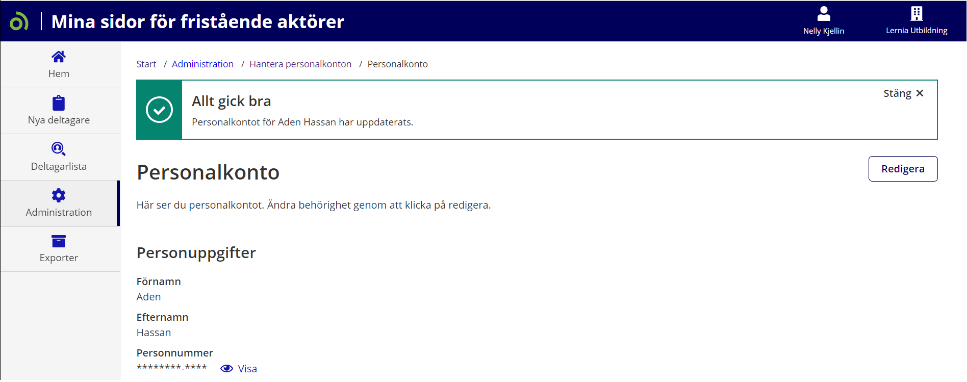 Mina sidor för fristående aktörer
Nelly Kjellin
Lernia Utbildning
Hem
Nya deltagare
Deltagarlista
Administration
Exporter
Start / Administration / Hantera personalkonton / Personalkonto
Allt gick bra
Stäng ×
Personalkontot för Aden Hassan har uppdaterats.
Personalkonto
Redigera
Här ser du personalkontot. Ändra behörighet genom att klicka på redigera.
Personuppgifter
Förnamn
Aden
Efternamn
Hassan
Personnummer
********-**** Visa